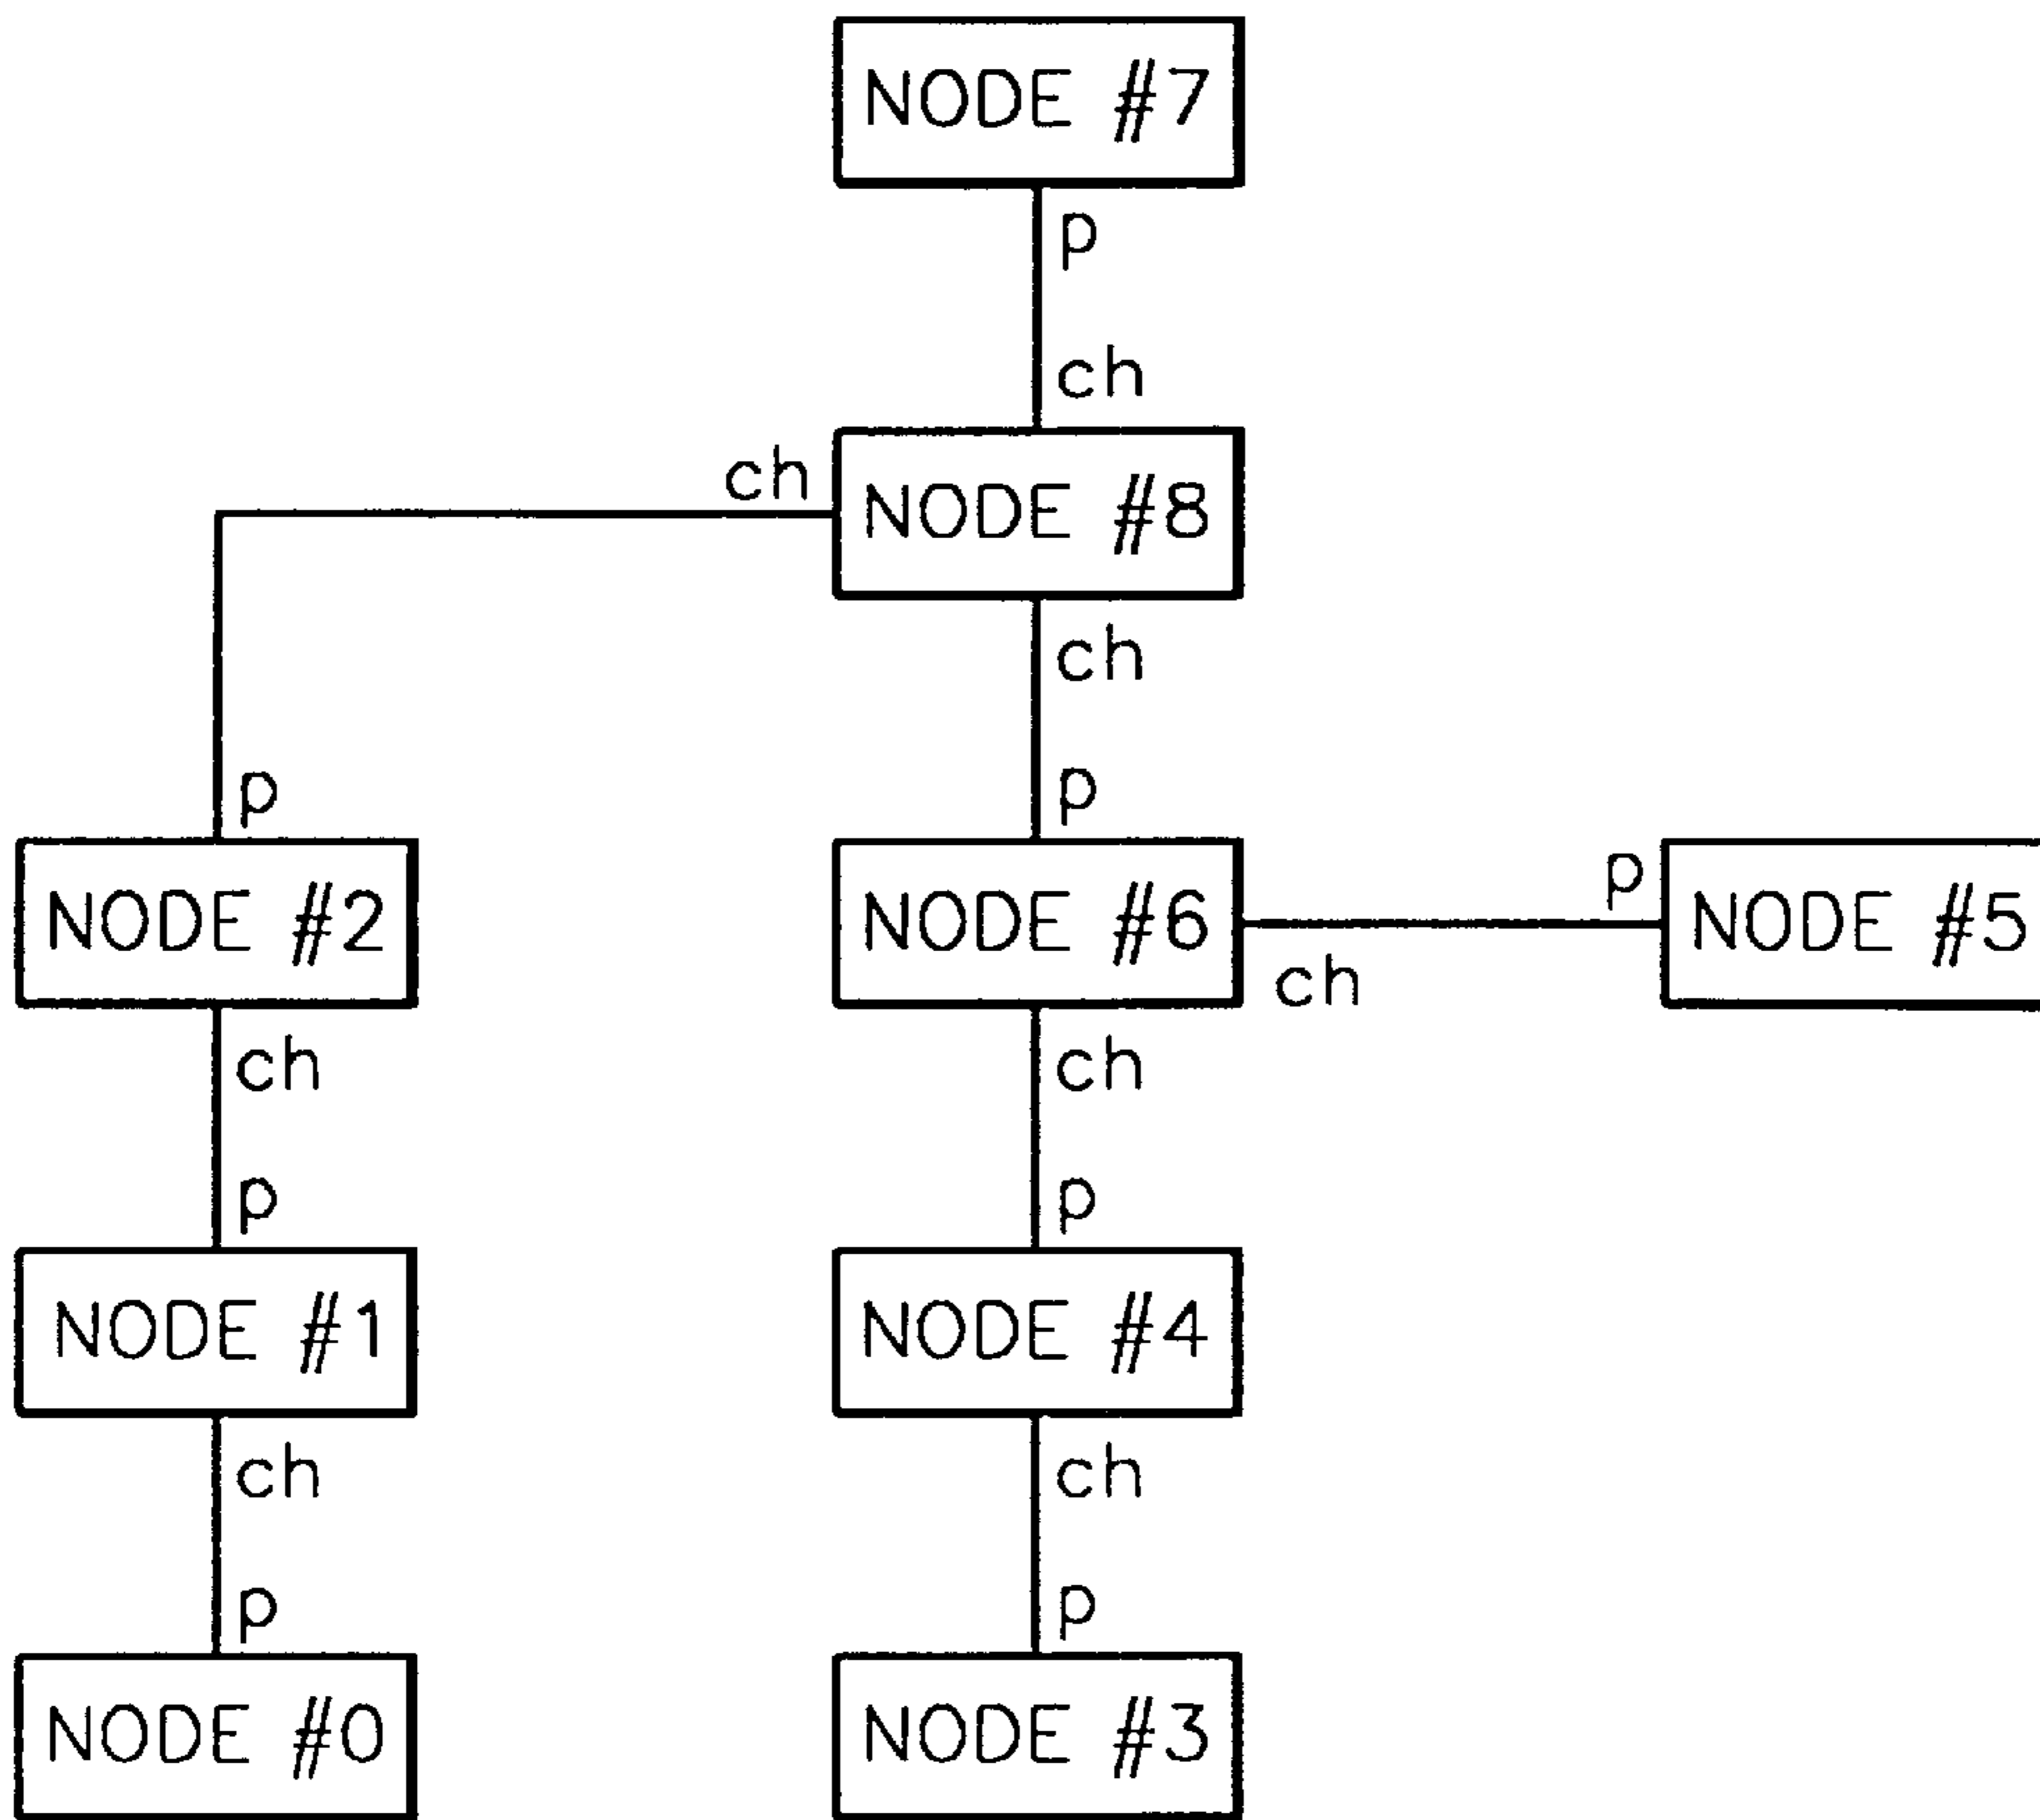 NODE #7
p
ch
ch
NODE #8
ch
p
p
NODE #2
NODE #6
p
NODE #5
ch
ch
ch
p
p
NODE #1
NODE #4
ch
ch
p
p
NODE #0
NODE #3